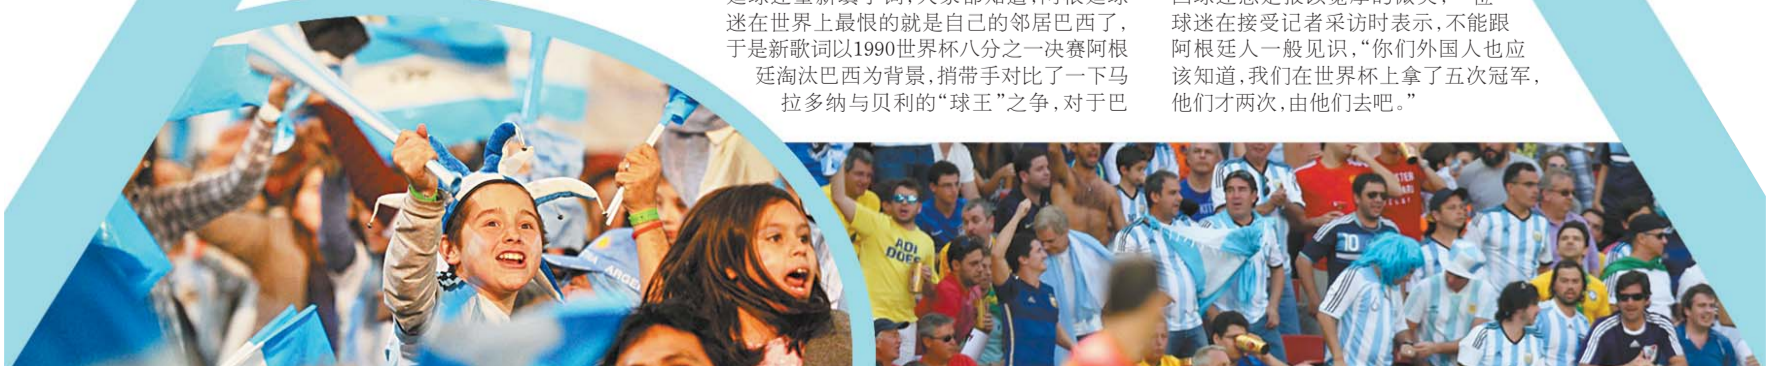 迷在世界上最恨的就是自己的邻居巴西了，
于是新歌词以1990世界杯八分之一决赛阿根
廷淘汰巴西为背景，捎带手对比了一下马
拉多纳与贝利的“球王”之争，对于巴
球迷在接受记者采访时表示，不能跟
阿根廷人一般见识，“你们外国人也应
该知道，我们在世界杯上拿了五次冠军，
他们才两次，由他们去吧。”
ADI
10
ARGE